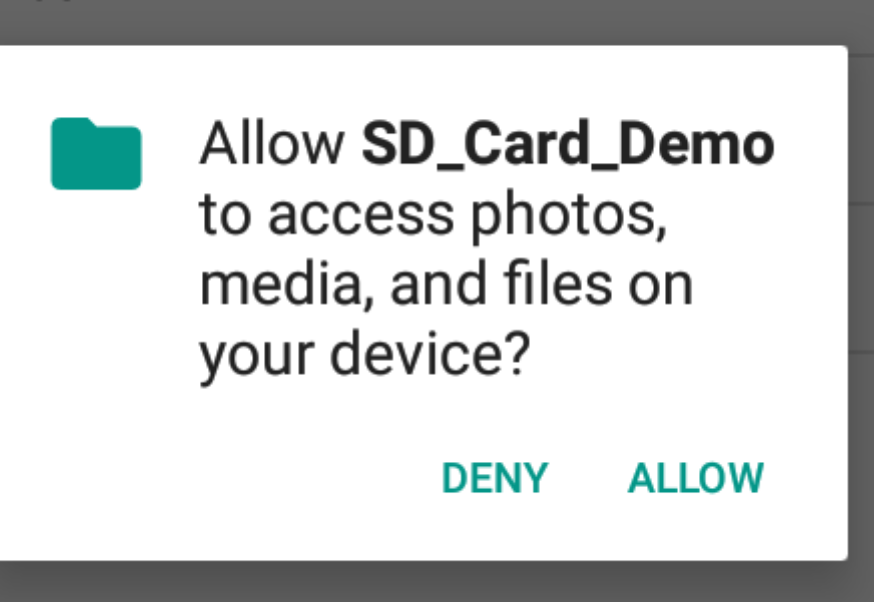 Allow SD_Card_Demo
to access photos,
media, and files on
your device?
DENY ALLOW